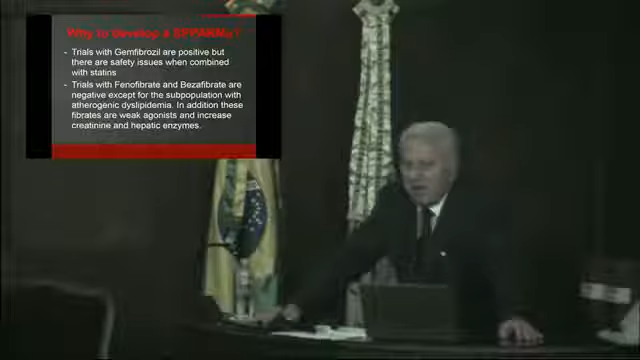 Why to develop a SPPARMα?
- Trials with Gemfibrozil are positive but
there are safety issues when combined
with statins
- Trials with Fenofibrate and Bezafibrate are
negative except for the subpopulation with
atherogenic dyslipidemia. In addition these
fibrates are weak agonists and increase
creatinine and hepatic enzymes.